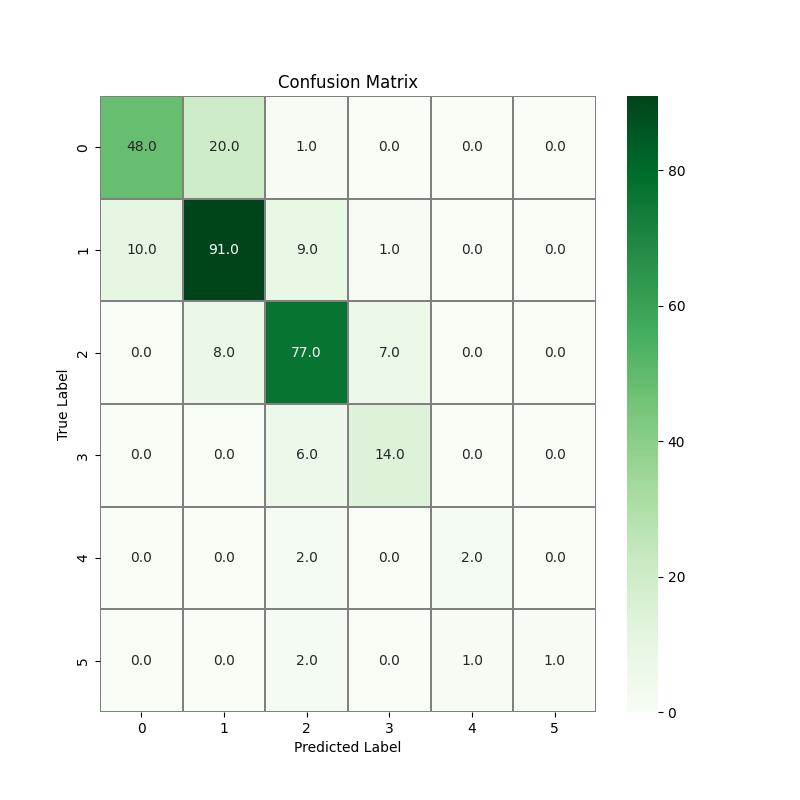 Confusion Matrix
0 48.0 20.0 1.0 0.0 0.0 0.0
1 10.0 91.0 9.0 1.0 0.0 0.0
2 0.0 8.0 77.0 7.0 0.0 0.0
3 0.0 0.0 6.0 14.0 0.0 0.0
4 0.0 0.0 2.0 0.0 2.0 0.0
5 0.0 0.0 2.0 0.0 1.0 1.0
0 1 2 3 4 5
Predicted Label
True Label
80
60
40
20
0